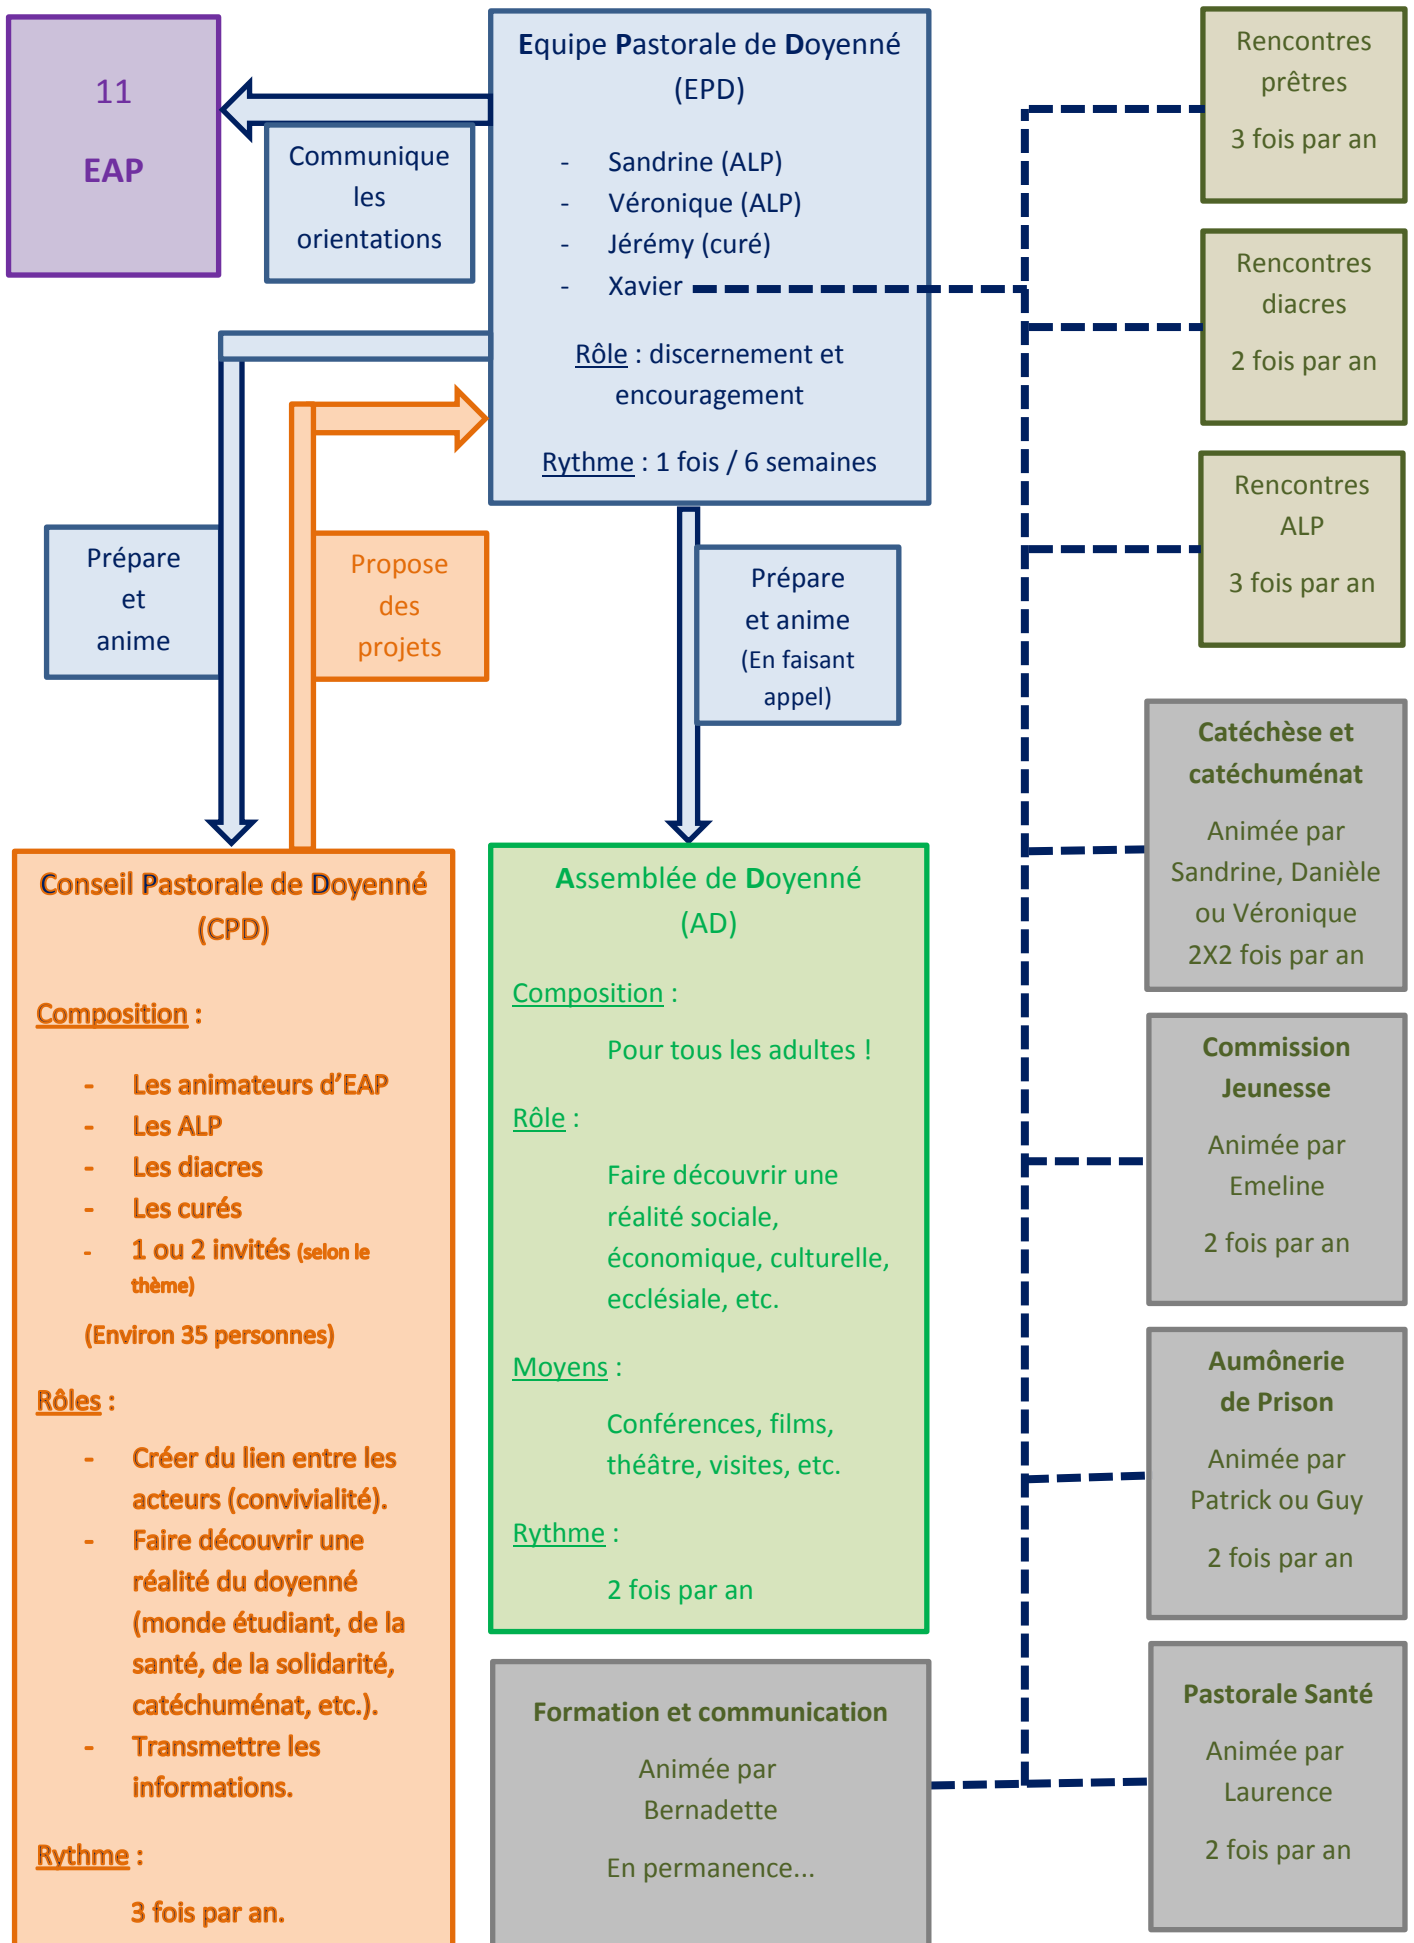 11
EAP
Communique
les
orientations
Equipe Pastorale de Doyenné
(EPD)
- Sandrine (ALP)
- Véronique (ALP)
- Jérémy (curé)
- Xavier
Rôle : discernement et
encouragement
Rythme : 1 fois / 6 semaines
Prépare
et
anime
Propose
des
projets
Prépare
et anime
(En faisant
appel)
Conseil Pastorale de Doyenné
(CPD)
Composition :
- Les animateurs d’EAP
- Les ALP
- Les diacres
- Les curés
- 1 ou 2 invités (selon le
thème)
(Environ 35 personnes)
Rôles :
- Créer du lien entre les
acteurs (convivialité).
- Faire découvrir une
réalité du doyenné
(monde étudiant, de la
santé, de la solidarité,
catéchuménat, etc.).
- Transmettre les
informations.
Rythme :
3 fois par an.
Assemblée de Doyenné
(AD)
Composition :
Pour tous les adultes !
Rôle :
Faire découvrir une
réalité sociale,
économique, culturelle,
ecclésiale, etc.
Moyens :
Conférences, films,
théâtre, visites, etc.
Rythme :
2 fois par an
Formation et communication
Animée par
Bernadette
En permanence...
Rencontres
prêtres
3 fois par an
Rencontres
diacres
2 fois par an
Rencontres
ALP
3 fois par an
Catéchèse et
catéchuménat
Animée par
Sandrine, Danièle
ou Véronique
2X2 fois par an
Commission
Jeunesse
Animée par
Emeline
2 fois par an
Aumônerie
de Prison
Animée par
Patrick ou Guy
2 fois par an
Pastorale Santé
Animée par
Laurence
2 fois par an